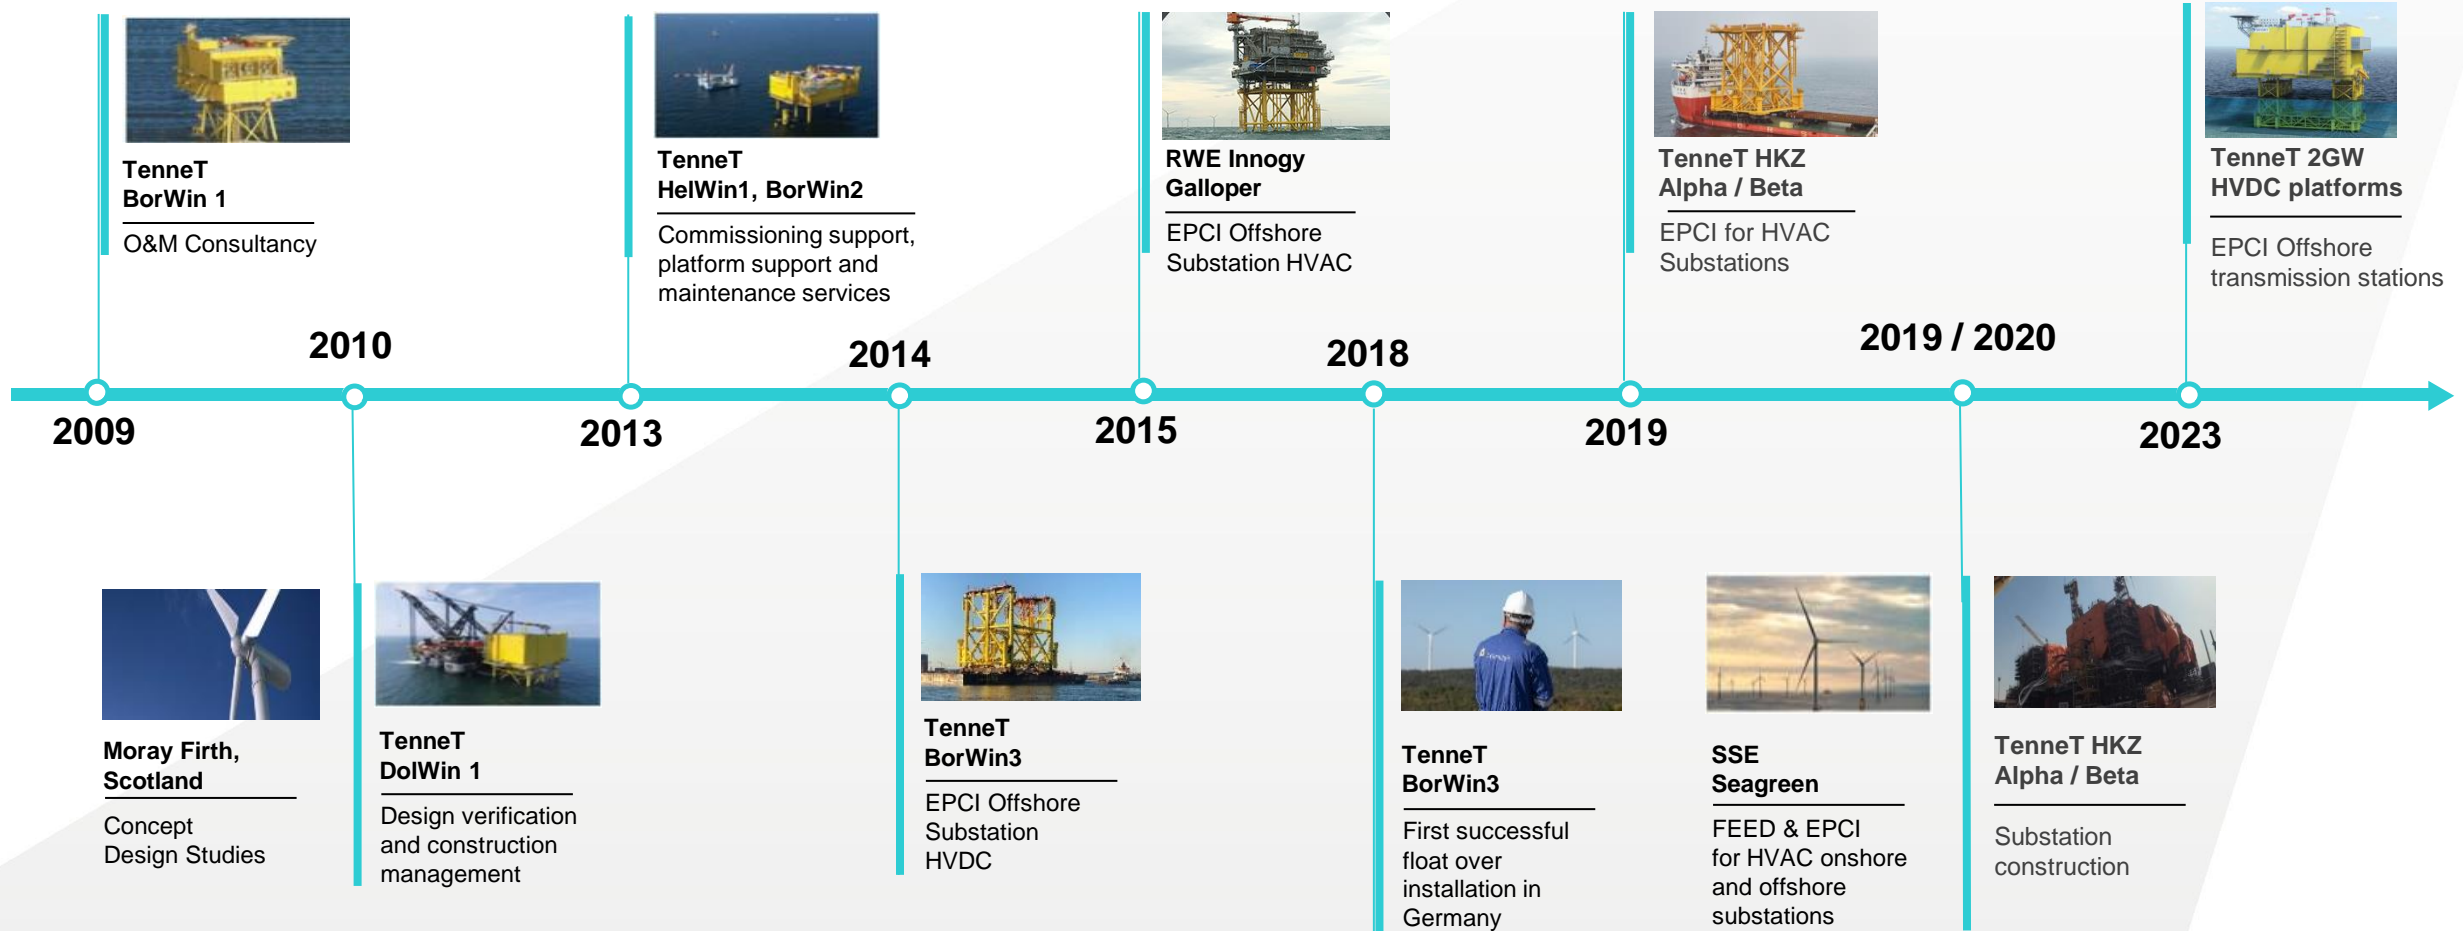 TenneT
BorWin 1
O&M Consultancy
TenneT
HelWin1, BorWin2
Commissioning support,
platform support and
maintenance services
RWE Innogy
Galloper
EPCI Offshore
Substation HVAC
TenneT HKZ
Alpha / Beta
EPCI for HVAC
Substations
TenneT 2GW
HVDC platforms
EPCI Offshore
transmission stations
2010
2014
2018
2019 / 2020
2009
2013
2015
2019
2023
Moray Firth,
Scotland
Concept
Design Studies
TenneT
DolWin 1
Design verification
and construction
management
TenneT
BorWin3
EPCI Offshore
Substation
HVDC
TenneT
BorWin3
First successful
float over
installation in
Germany
SSE
Seagreen
FEED & EPCI
for HVAC onshore
and offshore
substations
TenneT HKZ
Alpha / Beta
Substation
construction